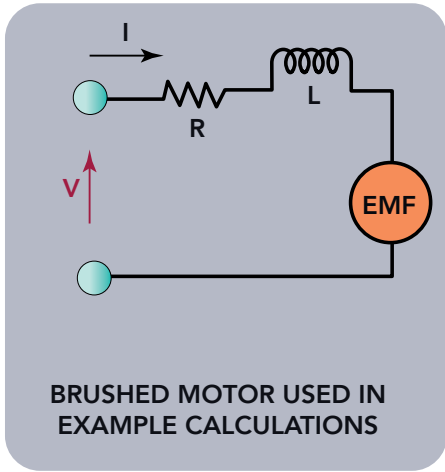 I
R
L
V
EMF
BRUSHED MOTOR USED IN
EXAMPLE CALCULATIONS